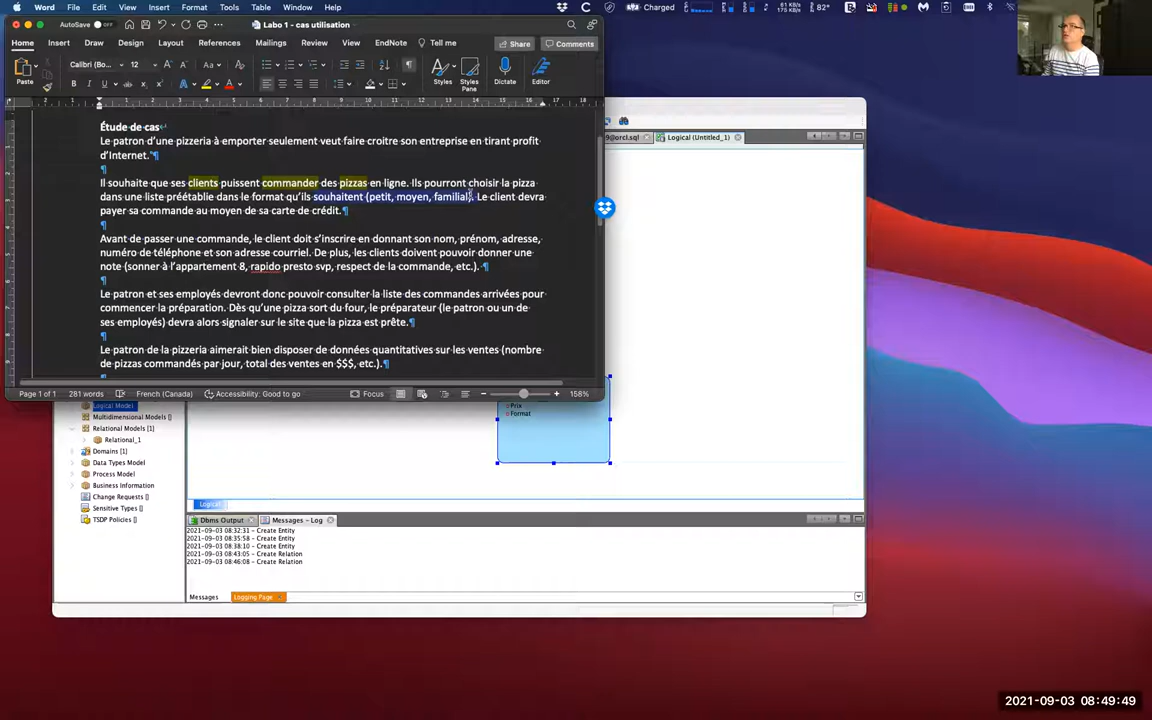 Word File Edit View Insert Format Tools Table Window Help
Charged 61 KB/s 170 KB/s 82°
AutoSave OFF Labo 1 - cas utilisation
Home Insert Draw Design Layout References Mailings Review View EndNote Tell me Share Comments
Calibri (Bo... 12
Paste Styles Styles Pane Dictate Editor
Étude de cas
Le patron d'une pizzeria à emporter seulement veut faire croitre son entreprise en tirant profit
d'Internet.
Il souhaite que ses clients puissent commander des pizzas en ligne. Ils pourront choisir la pizza
dans une liste préétablie dans le format qu'ils souhaitent (petit, moyen, familial). Le client devra
payer sa commande au moyen de sa carte de crédit.
Avant de passer une commande, le client doit s'inscrire en donnant son nom, prénom, adresse,
numéro de téléphone et son adresse courriel. De plus, les clients doivent pouvoir donner une
note (sonner à l'appartement 8, rapido presto svp, respect de la commande, etc.).
Le patron et ses employés devront donc pouvoir consulter la liste des commandes arrivées pour
commencer la préparation. Dès qu'une pizza sort du four, le préparateur (le patron ou un de
ses employés) devra alors signaler sur le site que la pizza est prête.
Le patron de la pizzeria aimerait bien disposer de données quantitatives sur les ventes (nombre
de pizzas commandés par jour, total des ventes en $$$, etc.).
Page 1 of 1 281 words French (Canada) Accessibility: Good to go Focus 158%
9@orcl.sql Logical (Untitled_1)
Prix
Format
Logical Model
Multidimensional Models []
Relational Models [1]
Relational_1
Domains [1]
Data Types Model
Process Model
Business Information
Change Requests []
Sensitive Types []
TSDP Policies []
Logical
Dbms Output Messages - Log
2021-09-03 08:32:31 - Create Entity
2021-09-03 08:35:58 - Create Entity
2021-09-03 08:38:10 - Create Entity
2021-09-03 08:43:05 - Create Relation
2021-09-03 08:46:08 - Create Relation
Messages Logging Page
2021-09-03 08:49:49